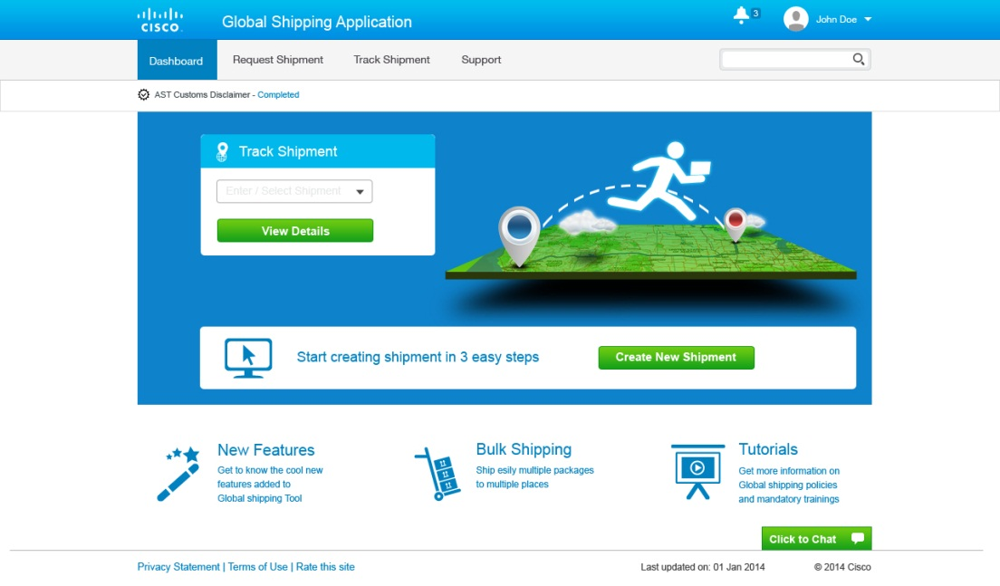 CISCO
Global Shipping Application
3
John Doe
Dashboard
Request Shipment
Track Shipment
Support
AST Customs Disclaimer - Completed
Track Shipment
Enter / Select Shipment
View Details
Start creating shipment in 3 easy steps
Create New Shipment
New Features
Get to know the cool new
features added to
Global shipping Tool
Bulk Shipping
Ship esily multiple packages
to multiple places
Tutorials
Get more information on
Global shipping policies
and mandatory trainings
Click to Chat
Privacy Statement | Terms of Use | Rate this site
Last updated on: 01 Jan 2014
© 2014 Cisco